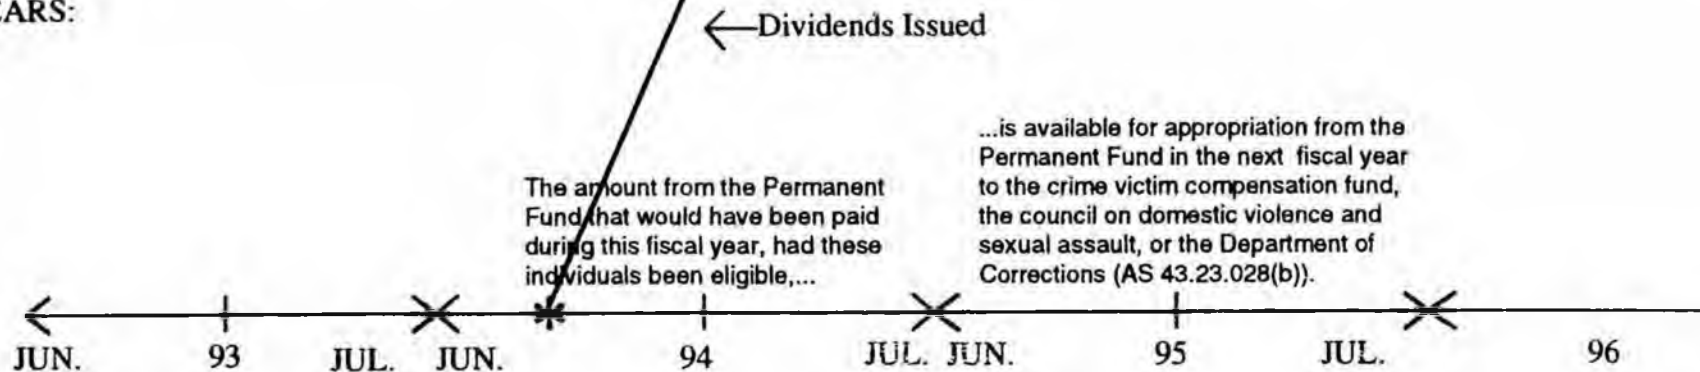 EARS:
Dividends Issued
...is available for appropriation from the
Permanent Fund in the next fiscal year
to the crime victim compensation fund,
the council on domestic violence and
sexual assault, or the Department of
Corrections (AS 43.23.028(b)).
The amount from the Permanent
Fund that would have been paid
during this fiscal year, had these
individuals been eligible,...
JUN. 93 JUL. JUN. 94 JUL. JUN. 95 JUL. 96